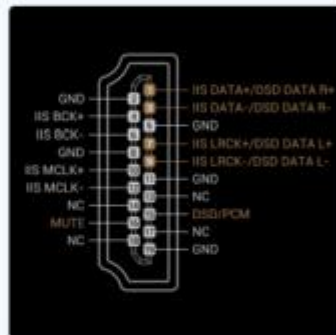 IIS DATA+/DSD DATA R+
GND
IIS DATA-/DSD DATA R-
IIS BCK+
GND
IIS BCK-
IIS LRCK+/DSD DATA L+
GND
IIS LRCK-/DSD DATA L-
IIS MCLK+
GND
IIS MCLK-
NC
NC
DSD/PCM
MUTE
NC
NC
GND